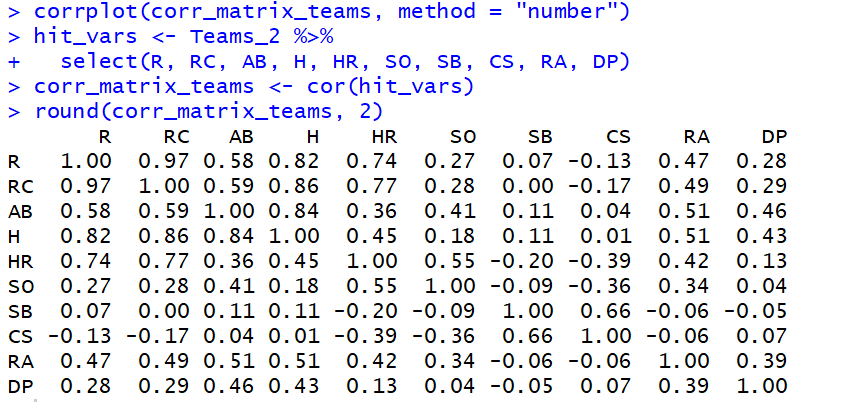 > corrplot(corr_matrix_teams, method = "number")
> hit_vars <- Teams_2 %>%
+   select(R, RC, AB, H, HR, SO, SB, CS, RA, DP)
> corr_matrix_teams <- cor(hit_vars)
> round(corr_matrix_teams, 2)
       R    RC   AB    H    HR    SO    SB    CS    RA    DP
R   1.00  0.97 0.58 0.82  0.74  0.27  0.07 -0.13  0.47  0.28
RC  0.97  1.00 0.59 0.86  0.77  0.28  0.00 -0.17  0.49  0.29
AB  0.58  0.59 1.00 0.84  0.36  0.41  0.11  0.04  0.51  0.46
H   0.82  0.86 0.84 1.00  0.45  0.18  0.11  0.01  0.51  0.43
HR  0.74  0.77 0.36 0.45  1.00  0.55 -0.20 -0.39  0.42  0.13
SO  0.27  0.28 0.41 0.18  0.55  1.00 -0.09 -0.36  0.34  0.04
SB  0.07  0.00 0.11 0.11 -0.20 -0.09  1.00  0.66 -0.06 -0.05
CS -0.13 -0.17 0.04 0.01 -0.39 -0.36  0.66  1.00 -0.06  0.07
RA  0.47  0.49 0.51 0.51  0.42  0.34 -0.06 -0.06  1.00  0.39
DP  0.28  0.29 0.46 0.43  0.13  0.04 -0.05  0.07  0.39  1.00